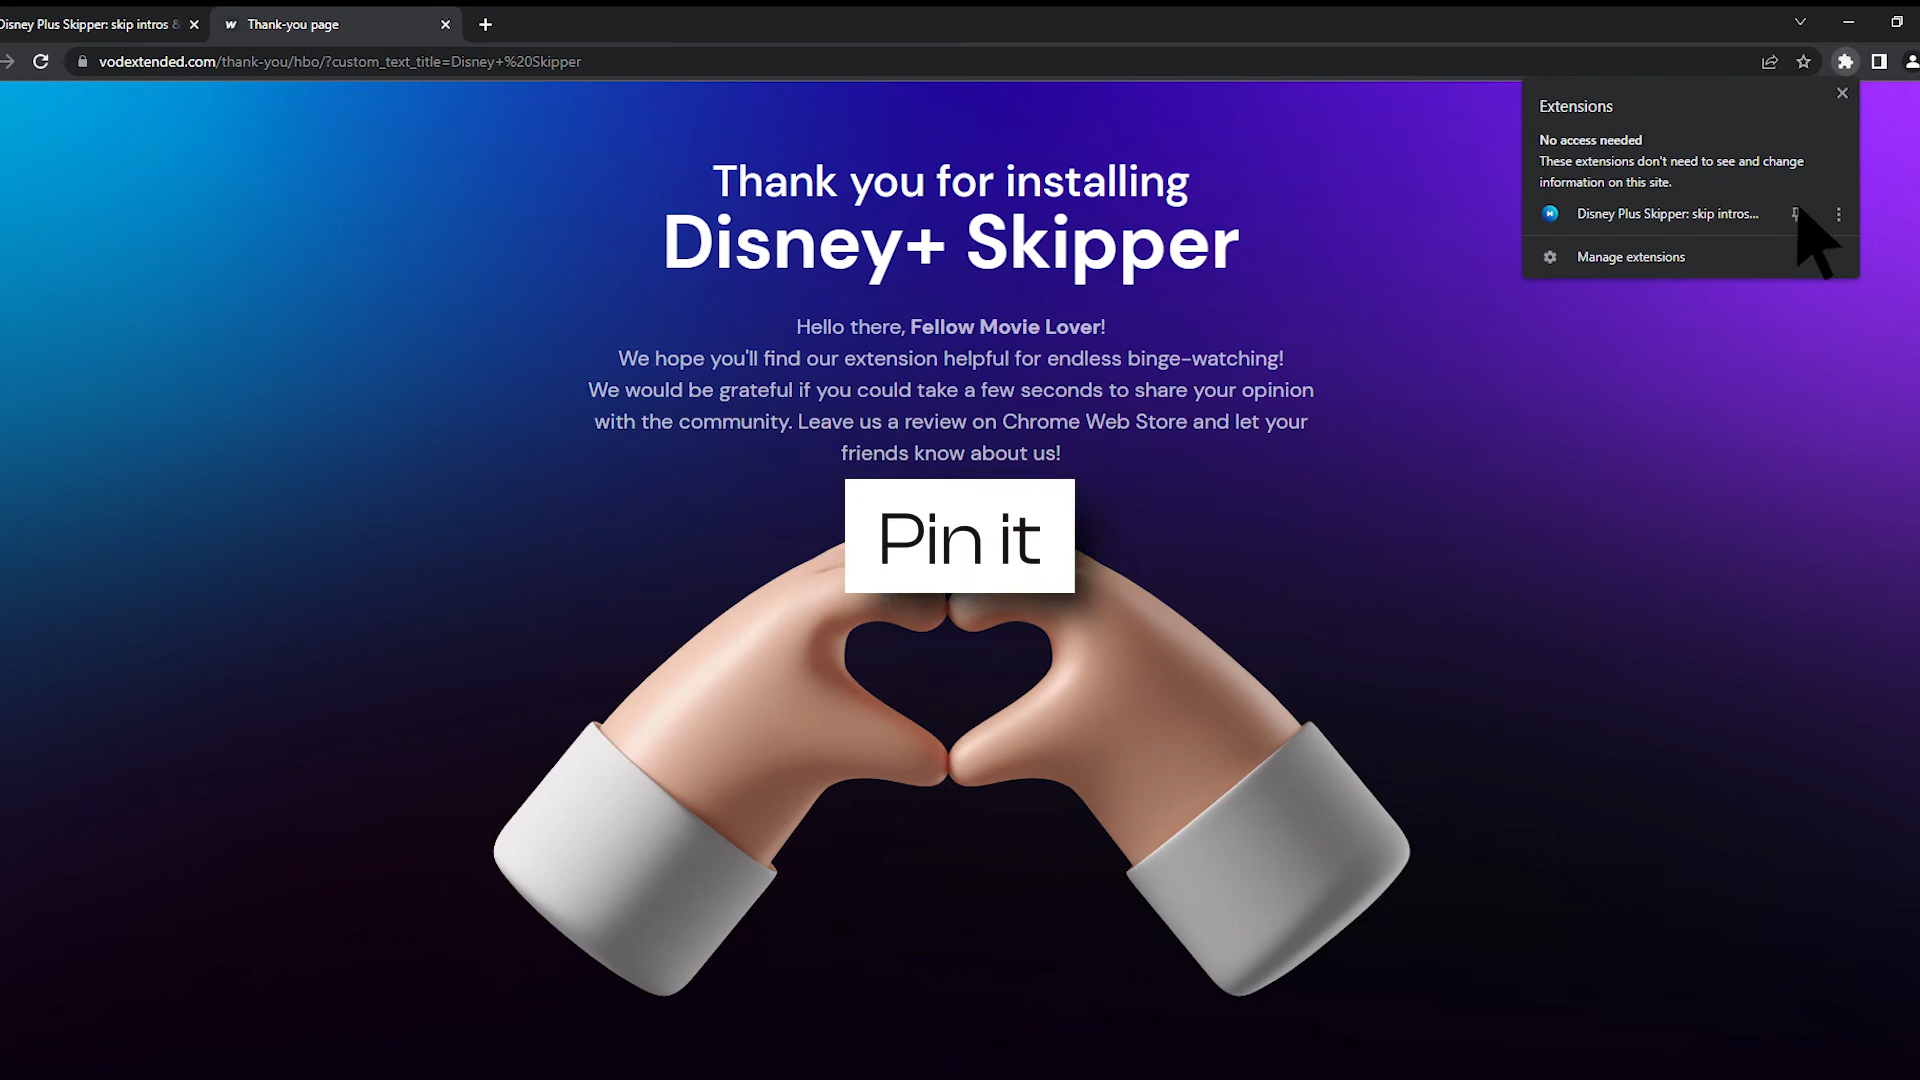 Disney Plus Skipper: skip intros &
Thank-you page
vodextended.com/thank-you/hbo/?custom_text_title=Disney+%20Skipper
Extensions
No access needed
These extensions don't need to see and change
information on this site.
Disney Plus Skipper: skip intros...
Manage extensions
Thank you for installing
Disney+ Skipper
Hello there, Fellow Movie Lover!
We hope you'll find our extension helpful for endless binge-watching!
We would be grateful if you could take a few seconds to share your opinion
with the community. Leave us a review on Chrome Web Store and let your
friends know about us!
Pin it